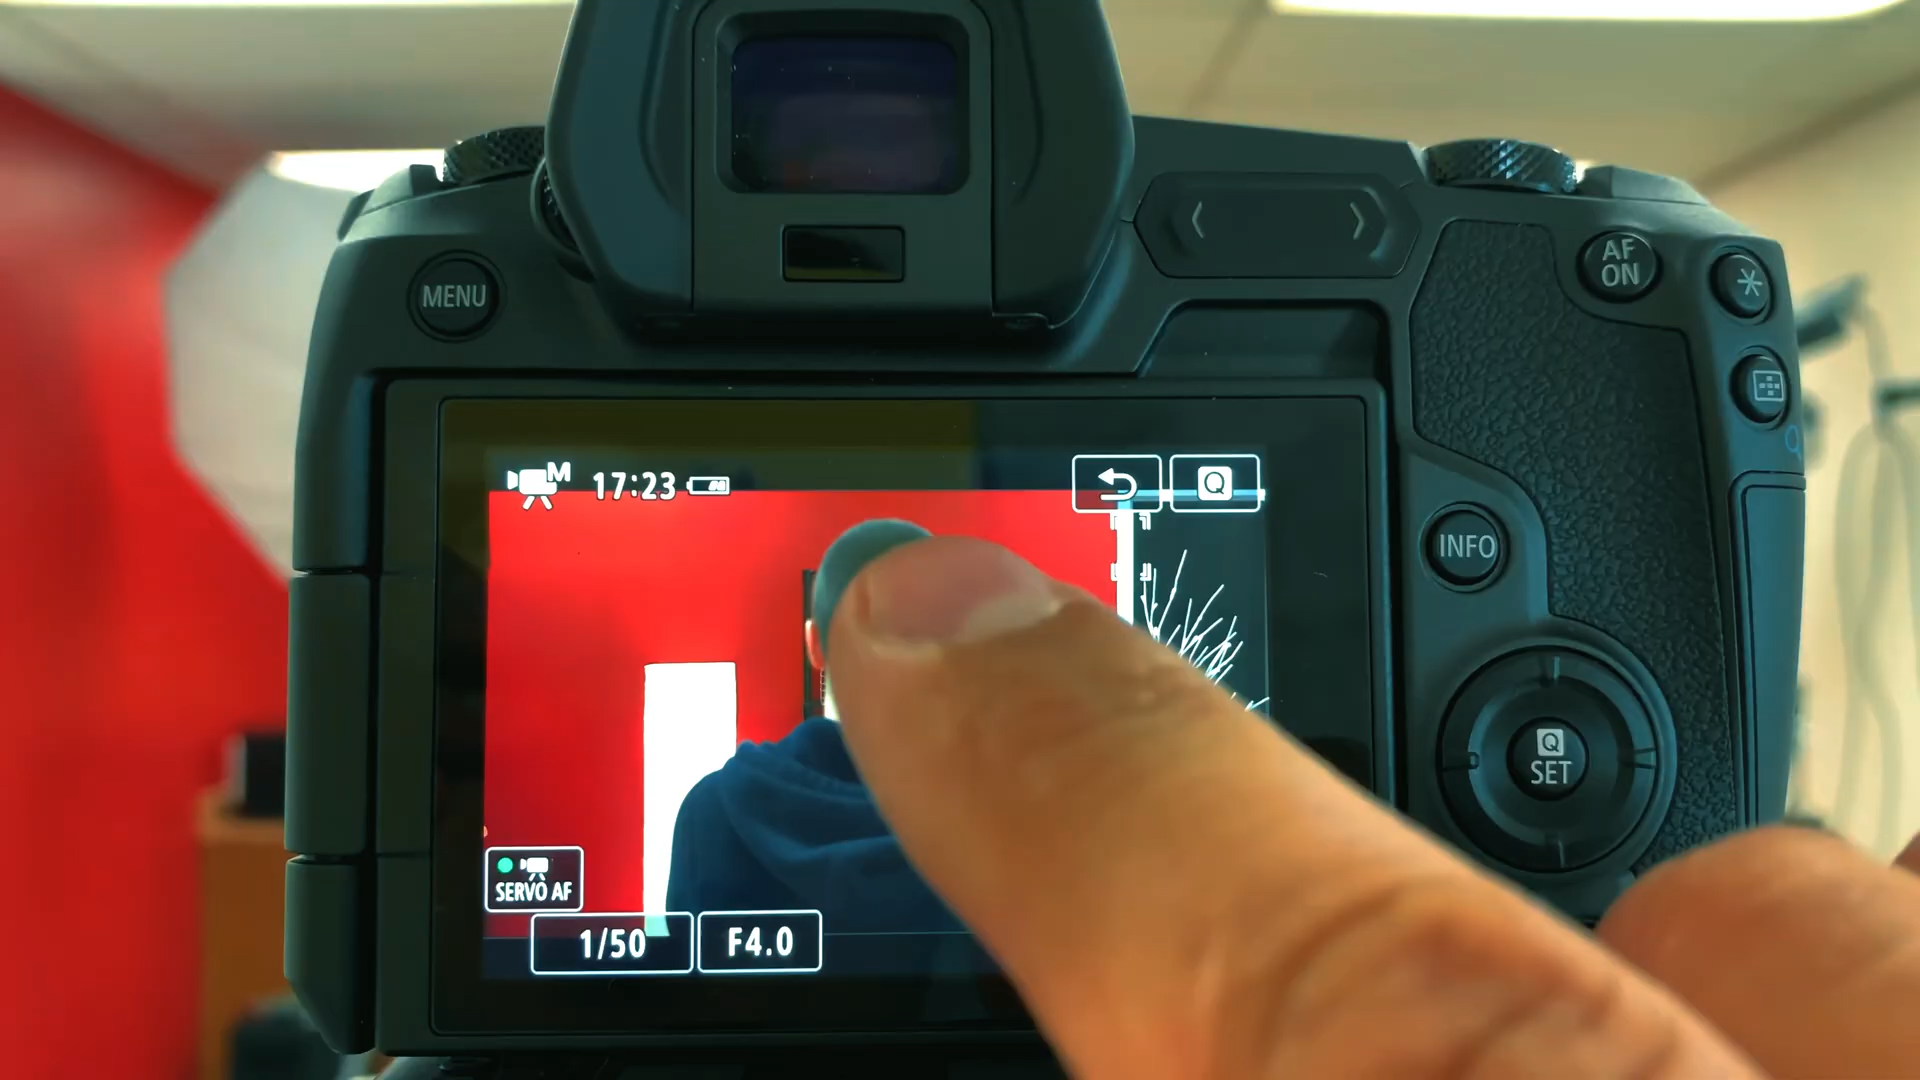 MENU
AF
ON
M 17:23
Q
INFO
Q
SET
SERVO AF
1/50 F4.0